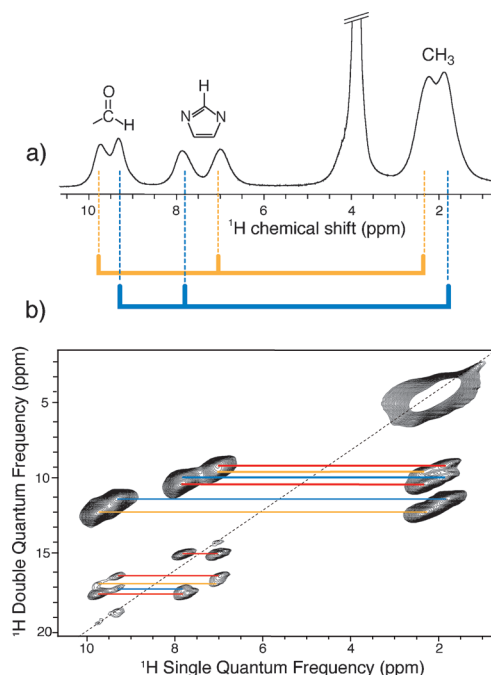 CH3
O
H
H
N
N
a)
10
8
6
4
2
1H chemical shift (ppm)
b)
1H Double Quantum Frequency (ppm)
5
10
15
20
10
8
6
4
2
1H Single Quantum Frequency (ppm)